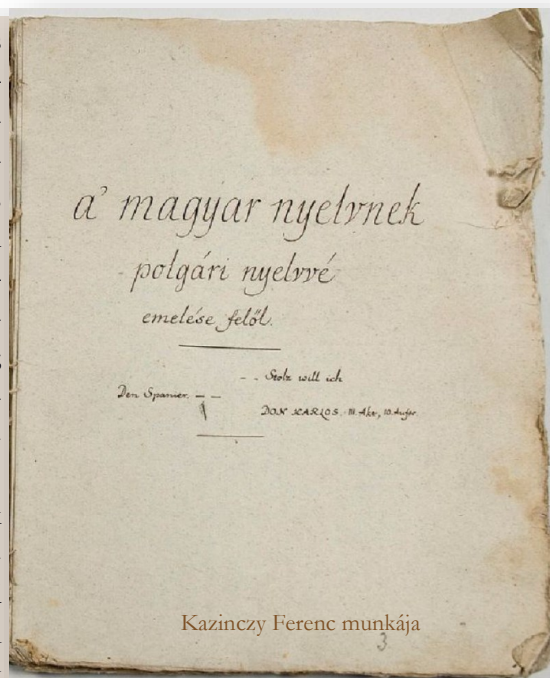 a' magyar nyelvnek
polgári nyelvvé
emelése felől.
– – Stolz will ich
Den Spanier. – –
DON KARLOS. III. Akt, 10. Auftr.
Kazinczy Ferenc munkája
3